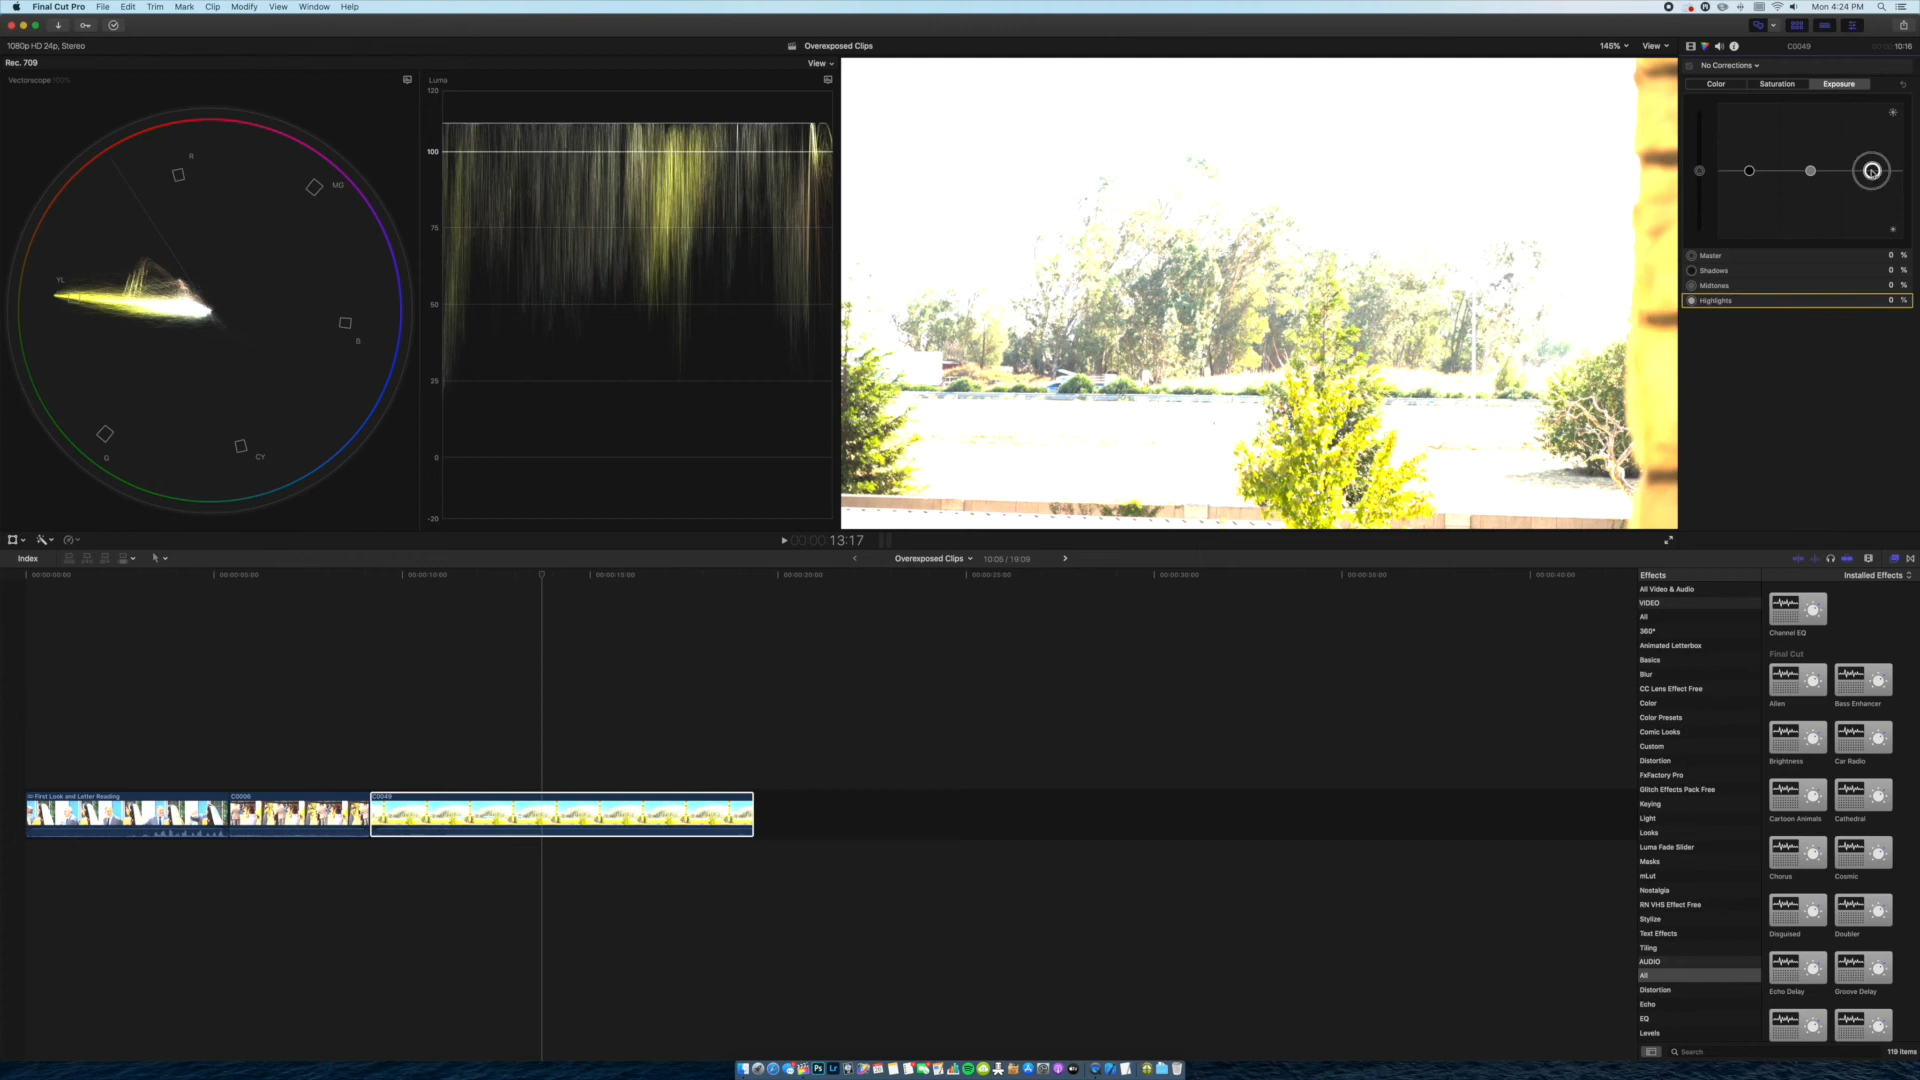 Final Cut Pro File Edit Trim Mark Clip Modify View Window Help
Mon 4:24 PM
1080p HD 24p, Stereo
Overexposed Clips
145% View
C0049
10:16
Rec. 709
View
No Corrections
Vectorscope 100%
Luma
Color Saturation Exposure
120
100
75
50
25
0
-20
R
MG
YL
B
G
CY
Master 0 %
Shadows 0 %
Midtones 0 %
Highlights 0 %
00:00:00:13:17
Index
Overexposed Clips
10:05 / 19:09
00:00:00:00
00:00:05:00
00:00:10:00
00:00:15:00
00:00:20:00
00:00:25:00
00:00:30:00
00:00:35:00
00:00:40:00
First Look and Letter Reading
C0006
C0049
Effects
Installed Effects
All Video & Audio
VIDEO
All
360°
Animated Letterbox
Basics
Blur
CC Lens Effect Free
Color
Color Presets
Comic Looks
Custom
Distortion
FxFactory Pro
Glitch Effects Pack Free
Keying
Light
Looks
Luma Fade Slider
Masks
mLut
Nostalgia
RN VHS Effect Free
Stylize
Text Effects
Tiling
AUDIO
All
Distortion
Echo
EQ
Levels
Channel EQ
Final Cut
Alien
Bass Enhancer
Brightness
Car Radio
Cartoon Animals
Cathedral
Chorus
Cosmic
Disguised
Doubler
Echo Delay
Groove Delay
Search
119 items
Ps
Lr